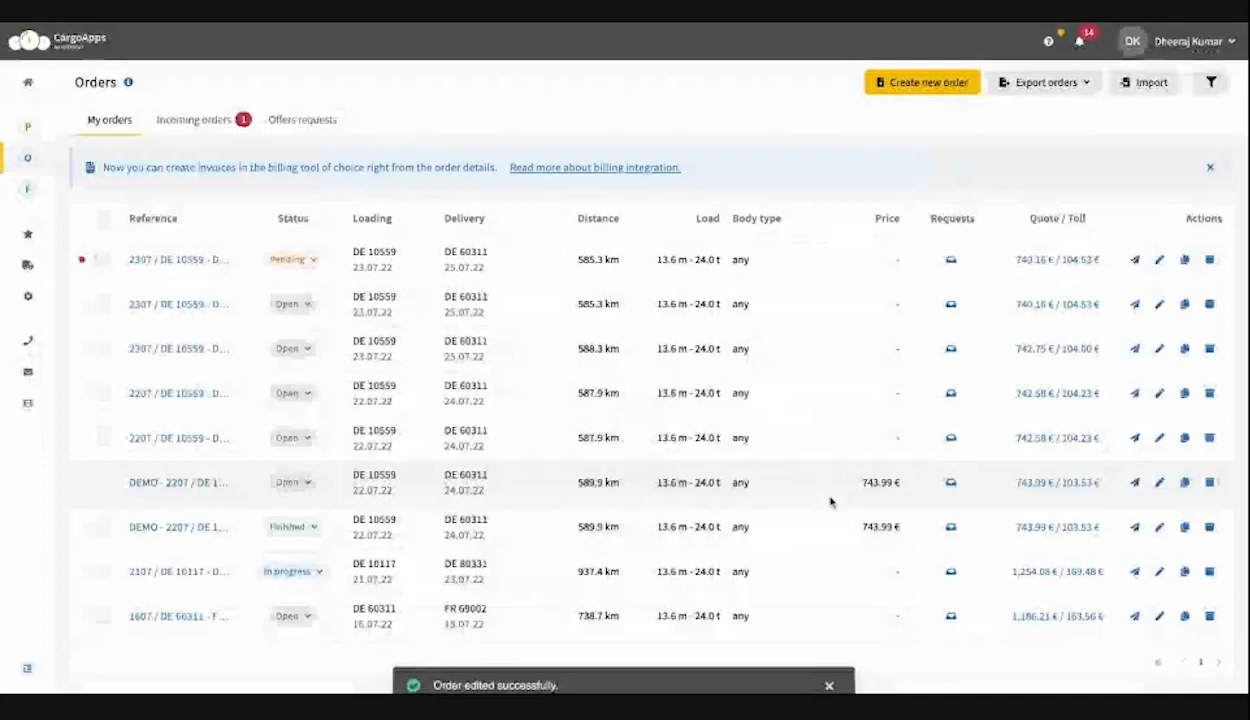 CargoApps
14
DK
Dheeraj Kumar
Orders
Create new order
Export orders
Import
My orders
Incoming orders 1
Offers requests
P
O
F
Now you can create invoices in the billing tool of choice right from the order details. Read more about billing integration.
Reference Status Loading Delivery Distance Load Body type Price Requests Quote / Toll Actions
2307 / DE 10559 - D... Pending DE 10559 DE 60311 585.3 km 13.6 m - 24.0 t any - 740.16 € / 104.53 €
23.07.22 25.07.22
2307 / DE 10559 - D... Open DE 10559 DE 60311 585.3 km 13.6 m - 24.0 t any - 740.16 € / 104.53 €
23.07.22 25.07.22
2307 / DE 10559 - D... Open DE 10559 DE 60311 588.3 km 13.6 m - 24.0 t any - 742.75 € / 104.00 €
23.07.22 25.07.22
2207 / DE 10559 - D... Open DE 10559 DE 60311 587.9 km 13.6 m - 24.0 t any - 742.58 € / 104.23 €
22.07.22 24.07.22
2207 / DE 10559 - D... Open DE 10559 DE 60311 587.9 km 13.6 m - 24.0 t any - 742.58 € / 104.23 €
22.07.22 24.07.22
DEMO - 2207 / DE 1... Open DE 10559 DE 60311 589.9 km 13.6 m - 24.0 t any 743.99 € 743.99 € / 103.53 €
22.07.22 24.07.22
DEMO - 2207 / DE 1... Finished DE 10559 DE 60311 589.9 km 13.6 m - 24.0 t any 743.99 € 743.99 € / 103.53 €
22.07.22 24.07.22
2107 / DE 10117 - D... In progress DE 10117 DE 80331 937.4 km 13.6 m - 24.0 t any - 1,254.08 € / 169.48 €
21.07.22 23.07.22
1607 / DE 60311 - F... Open DE 60311 FR 69002 738.7 km 13.6 m - 24.0 t any - 1,186.21 € / 163.56 €
16.07.22 18.07.22
1
Order edited successfully.